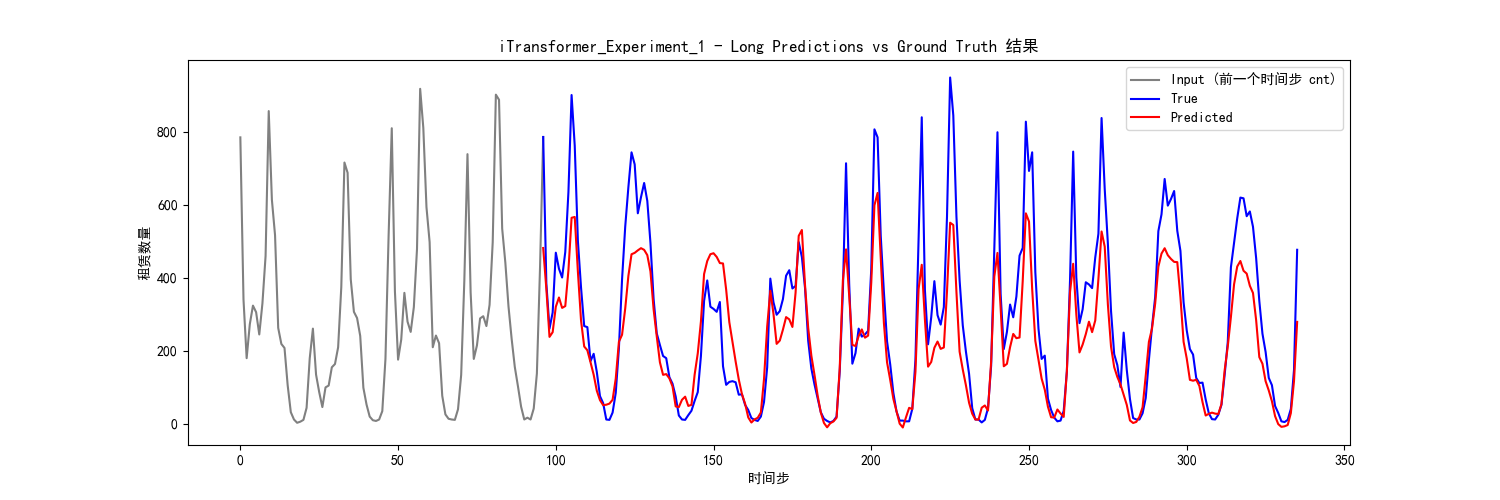 iTransformer_Experiment_1 - Long Predictions vs Ground Truth 结果
Input (前一个时间步 cnt)
True
Predicted
租赁数量
800
600
400
200
0
0
50
100
150
200
250
300
350
时间步